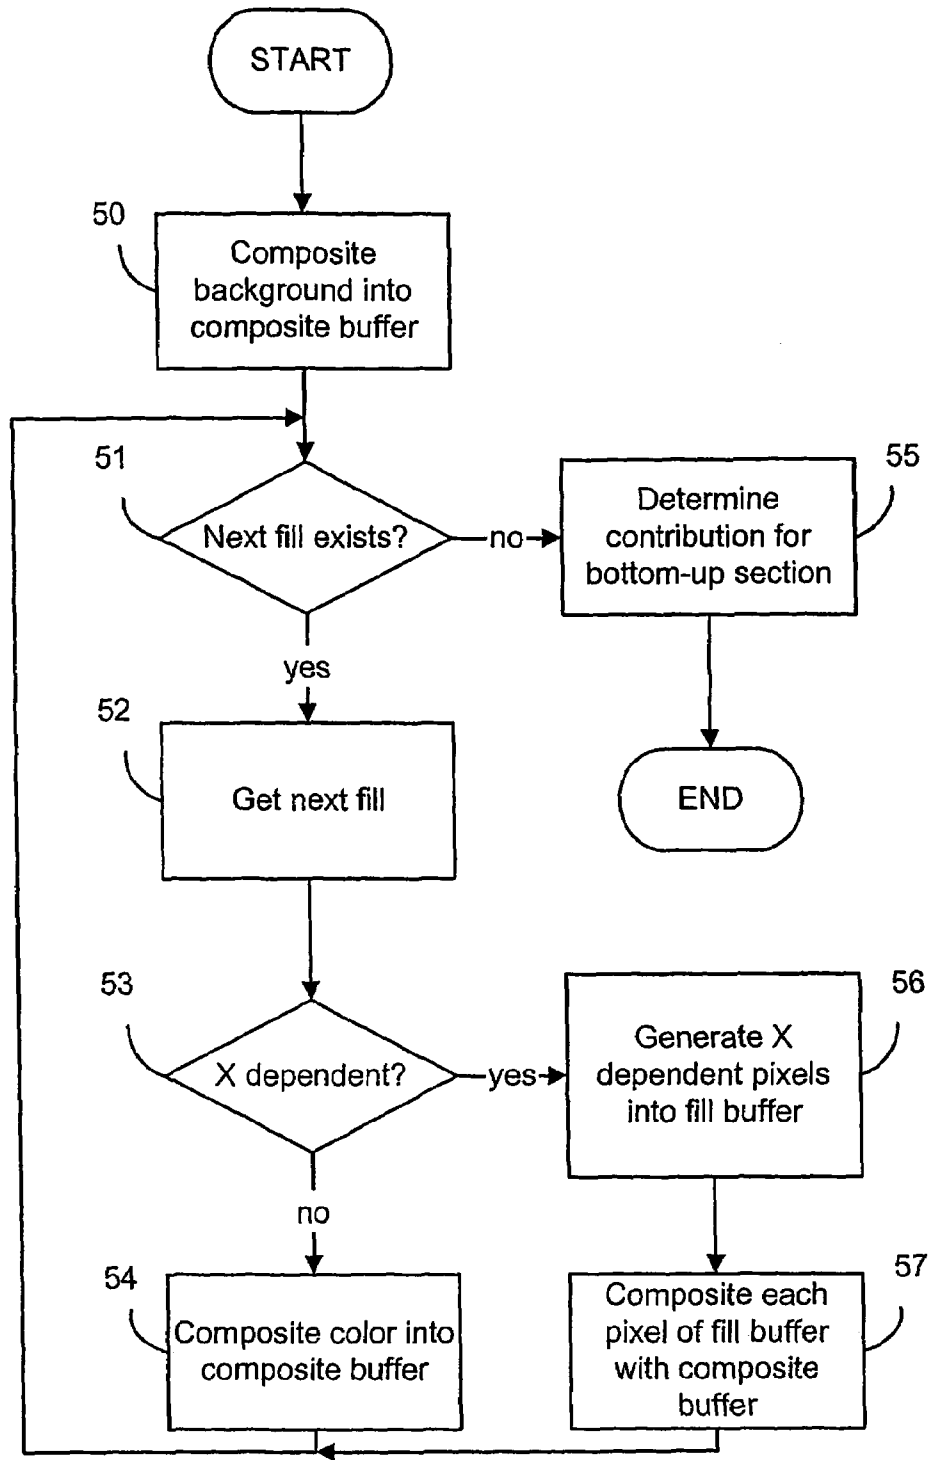 START
50
Composite
background into
composite buffer
51
Next fill exists?
no
55
Determine
contribution for
bottom-up section
yes
52
Get next fill
END
53
X dependent?
yes
56
Generate X
dependent pixels
into fill buffer
no
54
Composite color into
composite buffer
57
Composite each
pixel of fill buffer
with composite
buffer